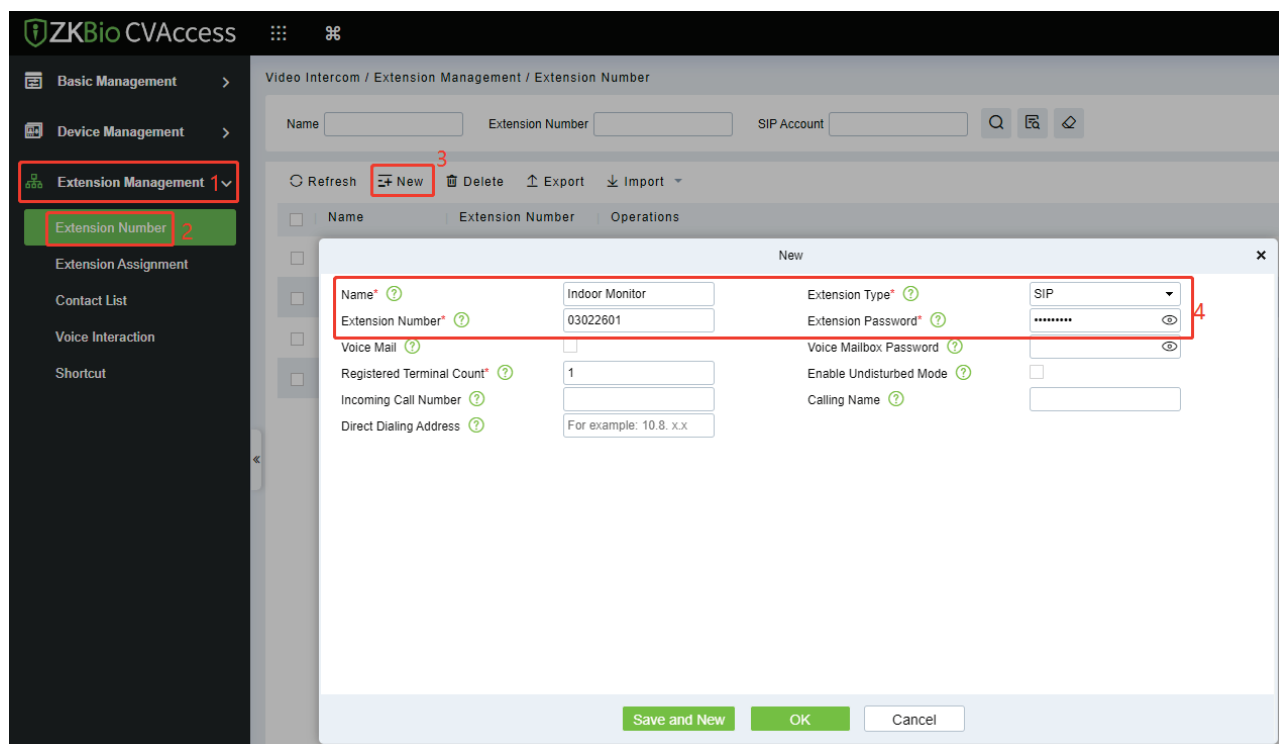 ZKBio CVAccess
Basic Management
Device Management
Extension Management 1
Extension Number 2
Extension Assignment
Contact List
Voice Interaction
Shortcut
Video Intercom / Extension Management / Extension Number
Name Extension Number SIP Account
3
Refresh New Delete Export Import
Name Extension Number Operations
New
Name* ? Indoor Monitor Extension Type* ? SIP
Extension Number* ? 03022601 Extension Password* ? ••••••••• 4
Voice Mail ? Voice Mailbox Password ?
Registered Terminal Count* ? 1 Enable Undisturbed Mode ?
Incoming Call Number ? Calling Name ?
Direct Dialing Address ? For example: 10.8. x.x
Save and New OK Cancel